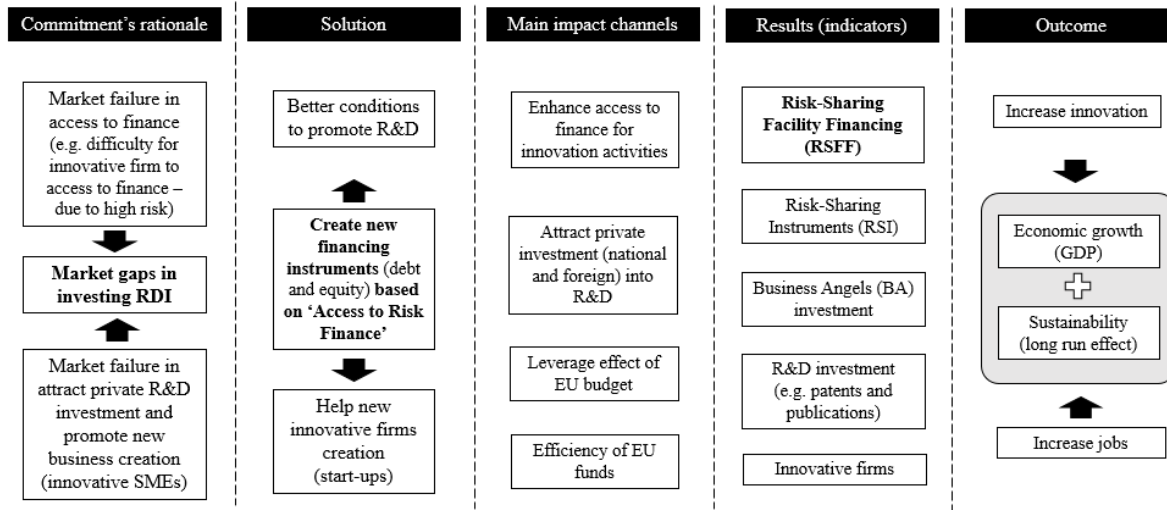 Commitment's rationale
Market failure in
access to finance
(e.g. difficulty for
innovative firm to
access to finance –
due to high risk)
Market gaps in
investing RDI
Market failure in
attract private R&D
investment and
promote new
business creation
(innovative SMEs)
Solution
Better conditions
to promote R&D
Create new
financing
instruments (debt
and equity) based
on ‘Access to Risk
Finance’
Help new
innovative firms
creation
(start-ups)
Main impact channels
Enhance access to
finance for
innovation activities
Attract private
investment (national
and foreign) into
R&D
Leverage effect of
EU budget
Efficiency of EU
funds
Results (indicators)
Risk-Sharing
Facility Financing
(RSFF)
Risk-Sharing
Instruments (RSI)
Business Angels (BA)
investment
R&D investment
(e.g. patents and
publications)
Innovative firms
Outcome
Increase innovation
Economic growth
(GDP)
Sustainability
(long run effect)
Increase jobs